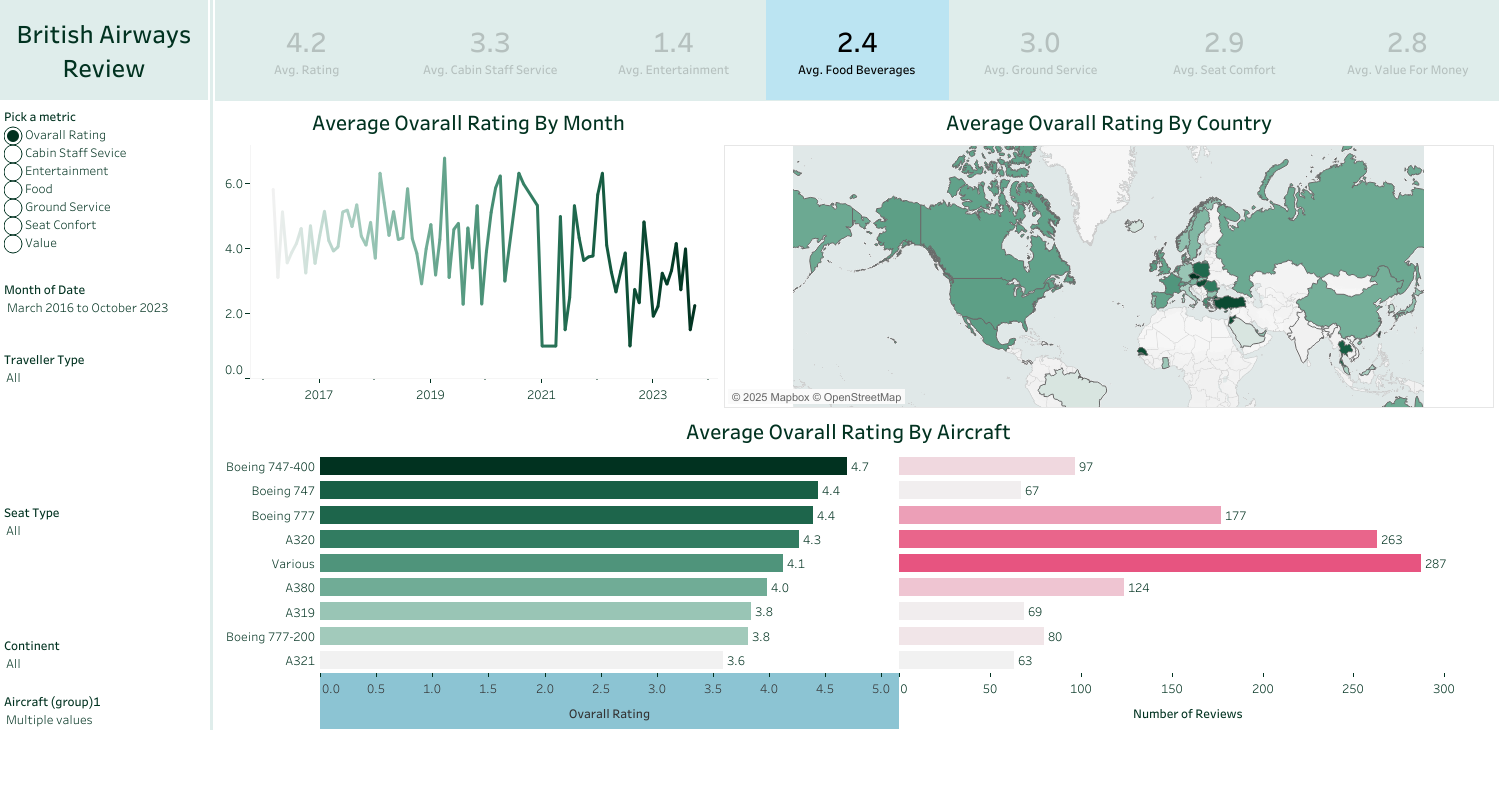 British Airways
Review
4.2
Avg. Rating
3.3
Avg. Cabin Staff Service
1.4
Avg. Entertainment
2.4
Avg. Food Beverages
3.0
Avg. Ground Service
2.9
Avg. Seat Comfort
2.8
Avg. Value For Money
Pick a metric
Ovarall Rating
Cabin Staff Sevice
Entertainment
Food
Ground Service
Seat Confort
Value
Month of Date
March 2016 to October 2023
Traveller Type
All
Seat Type
All
Continent
All
Aircraft (group)1
Multiple values
Average Ovarall Rating By Month
6.0
4.0
2.0
0.0
2017 2019 2021 2023
Average Ovarall Rating By Country
© 2025 Mapbox © OpenStreetMap
Average Ovarall Rating By Aircraft
Boeing 747-400 4.7 97
Boeing 747 4.4 67
Boeing 777 4.4 177
A320 4.3 263
Various 4.1 287
A380 4.0 124
A319 3.8 69
Boeing 777-200 3.8 80
A321 3.6 63
0.0 0.5 1.0 1.5 2.0 2.5 3.0 3.5 4.0 4.5 5.0 0 50 100 150 200 250 300
Ovarall Rating Number of Reviews